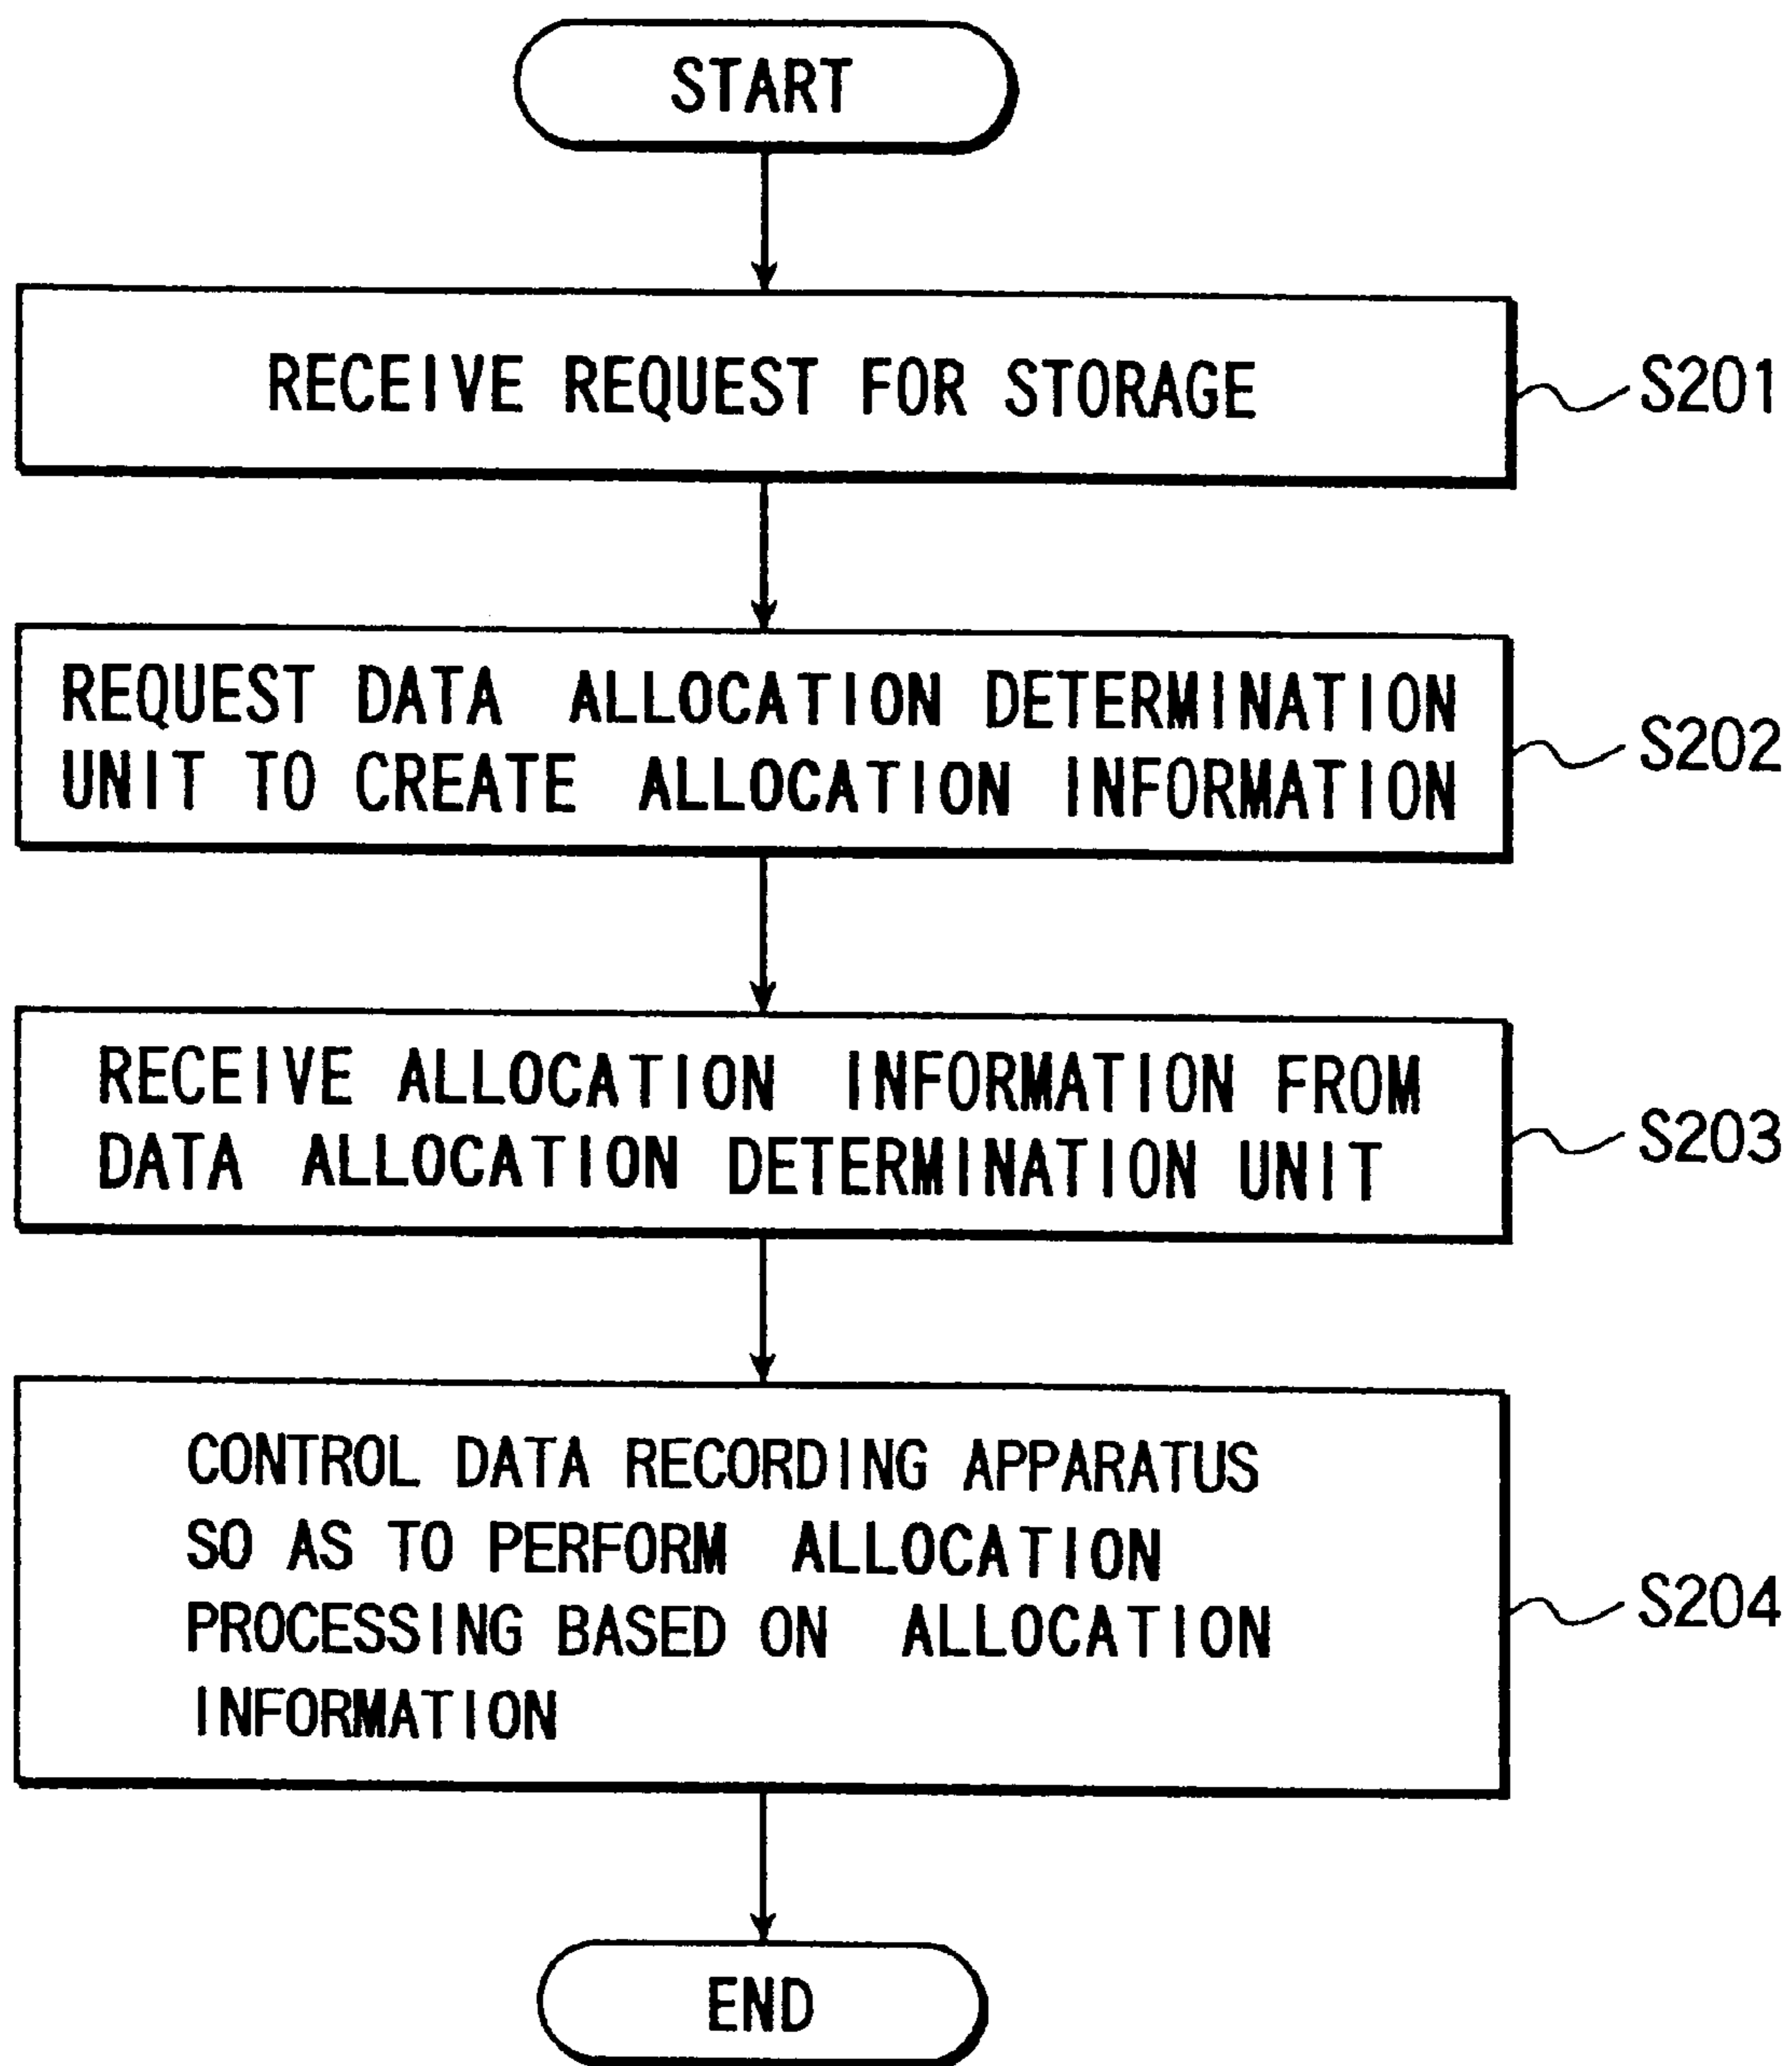 START
RECEIVE REQUEST FOR STORAGE
S201
REQUEST DATA ALLOCATION DETERMINATION
UNIT TO CREATE ALLOCATION INFORMATION
S202
RECEIVE ALLOCATION INFORMATION FROM
DATA ALLOCATION DETERMINATION UNIT
S203
CONTROL DATA RECORDING APPARATUS
SO AS TO PERFORM ALLOCATION
PROCESSING BASED ON ALLOCATION
INFORMATION
S204
END